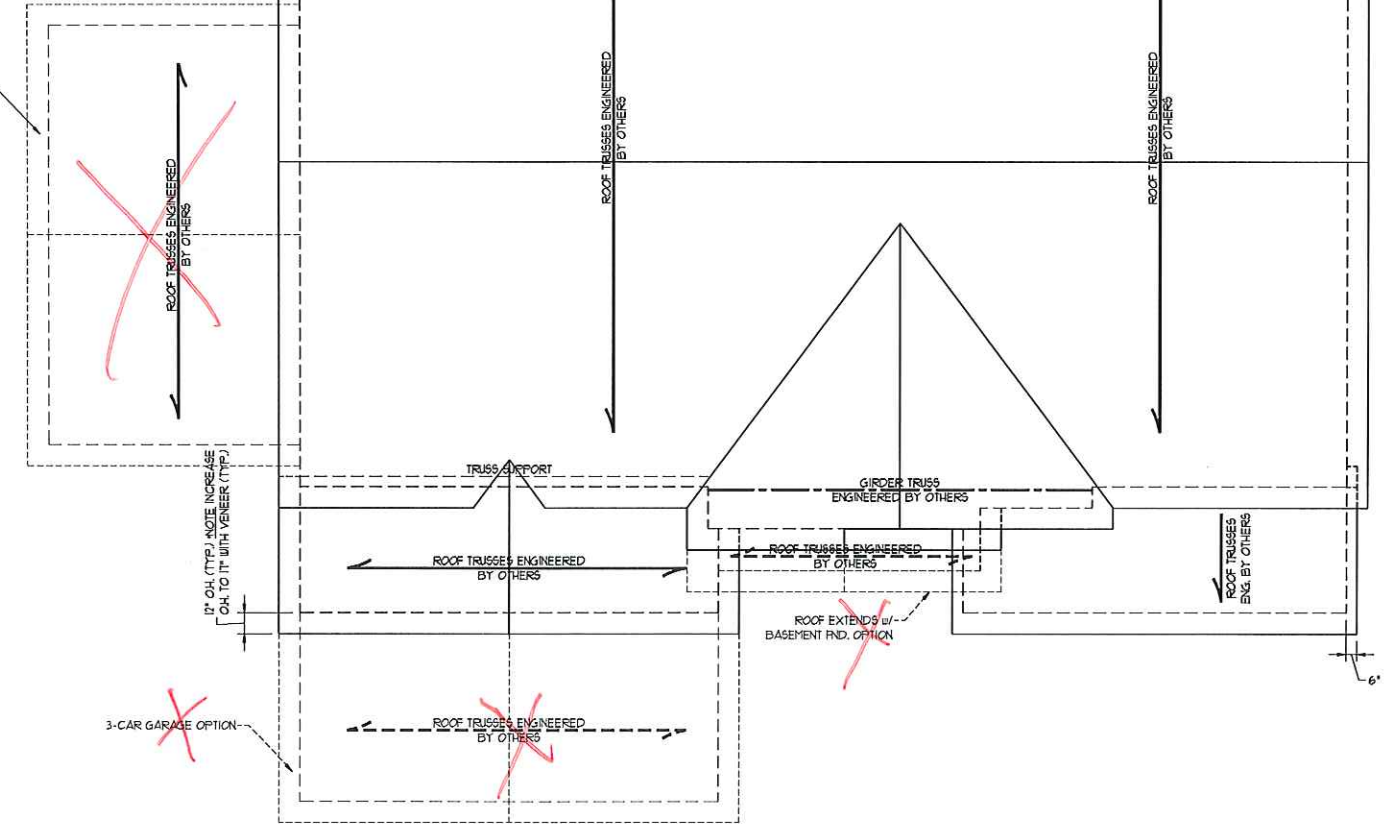 ROOF TRUSSES ENGINEERED
BY OTHERS
ROOF TRUSSES ENGINEERED
BY OTHERS
ROOF TRUSSES ENGINEERED
BY OTHERS
TRUSS SUPPORT
GIRDER TRUSS
ENGINEERED BY OTHERS
12" O.H. (TYP.) *NOTE INCREASE
O.H. TO 17" WITH VENEER (TYP.)
ROOF TRUSSES ENGINEERED
BY OTHERS
ROOF TRUSSES ENGINEERED
BY OTHERS
ROOF TRUSSES
ENG. BY OTHERS
ROOF EXTENDS w/
BASEMENT FND. OPTION
6"
3-CAR GARAGE OPTION
ROOF TRUSSES ENGINEERED
BY OTHERS